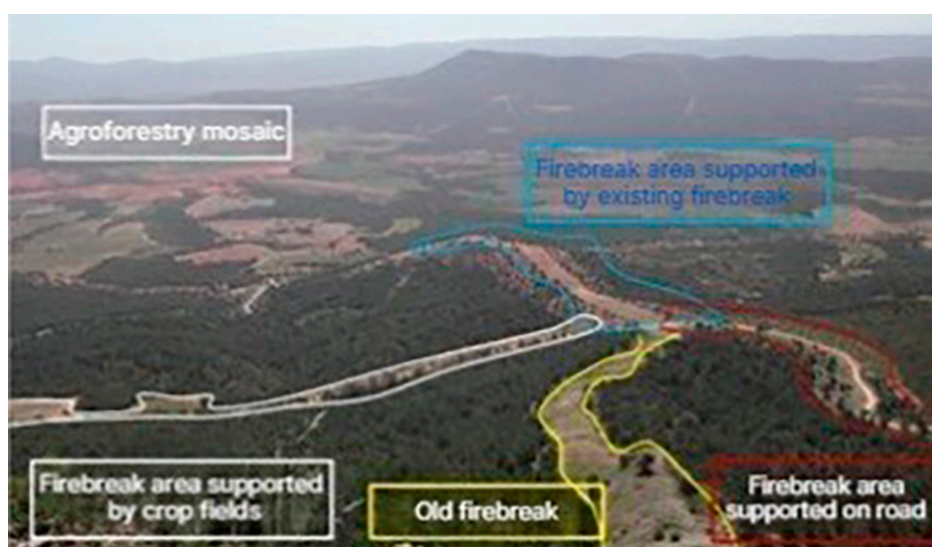 Agroforestry mosaic
Firebreak area supported
by existing firebreak
Firebreak area supported
by crop fields
Old firebreak
Firebreak area
supported on road